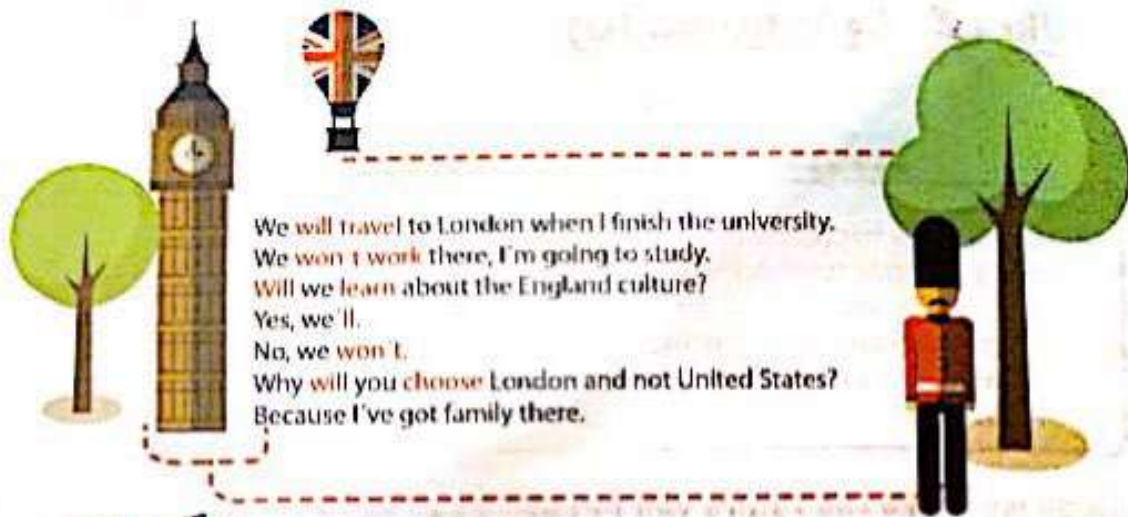 We will travel to London when I finish the university.
We won´t work there, I´m going to study.
Will we learn about the England culture?
Yes, we´ll.
No, we won´t.
Why will you choose London and not United States?
Because I´ve got family there.